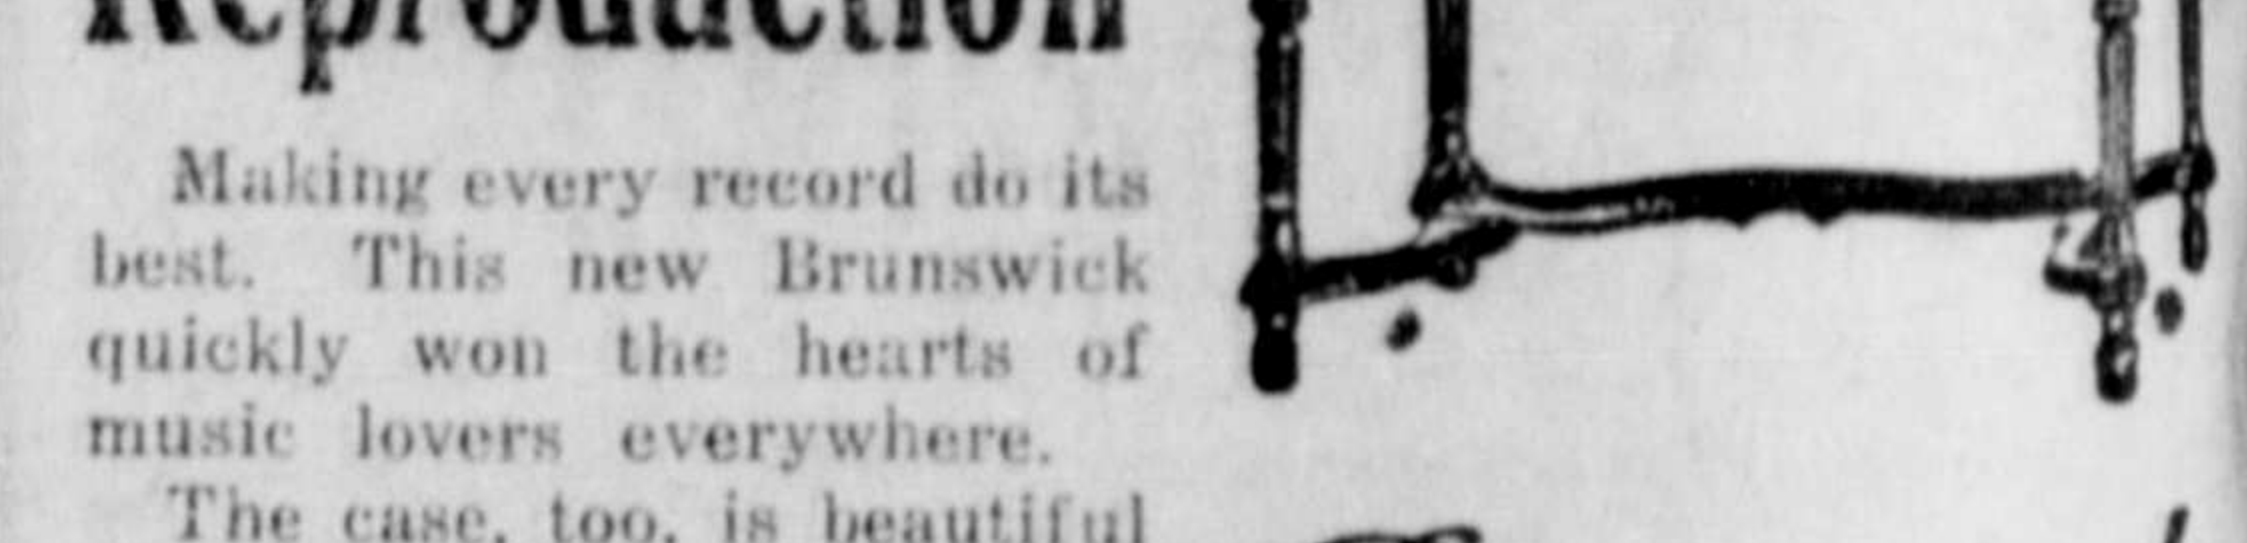 Reproduction
Making every record do its
best. This new Brunswick
quickly won the hearts of
music lovers everywhere.
The case, too, is beautiful